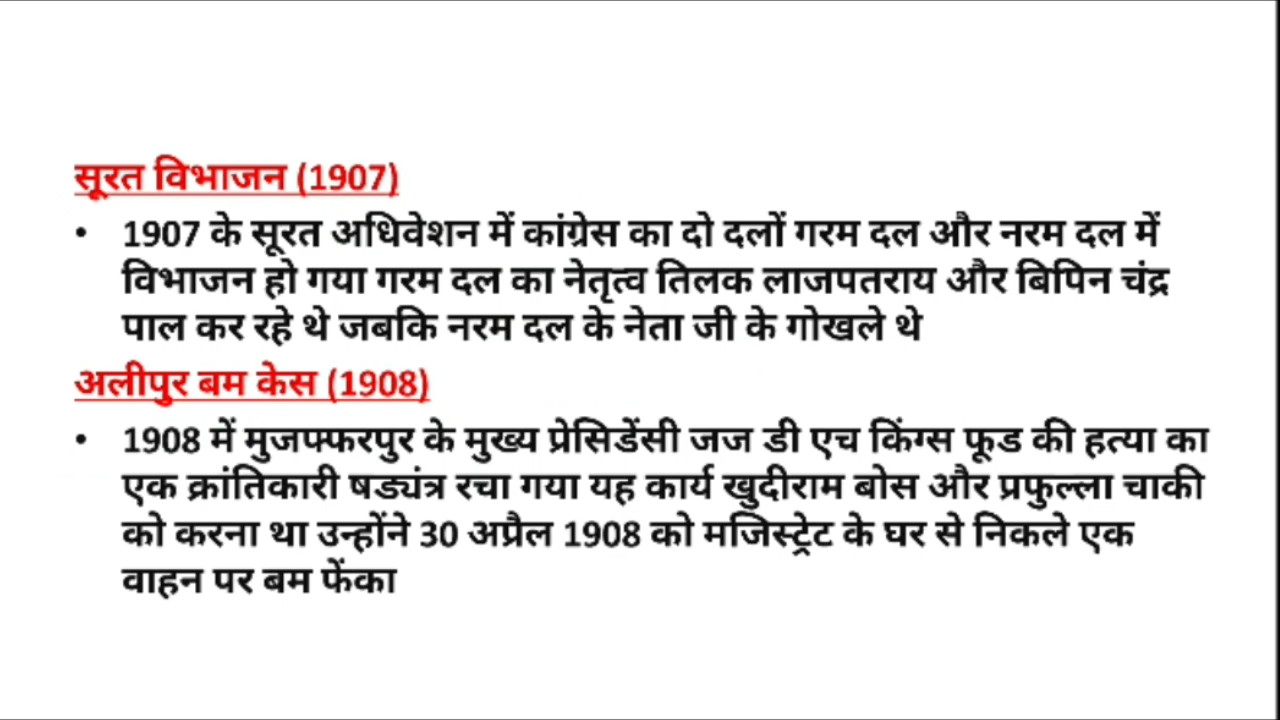 सूरत विभाजन (1907)
• 1907 के सूरत अधिवेशन में कांग्रेस का दो दलों गरम दल और नरम दल में
विभाजन हो गया गरम दल का नेतृत्व तिलक लाजपतराय और बिपिन चंद्र
पाल कर रहे थे जबकि नरम दल के नेता जी के गोखले थे
अलीपुर बम केस (1908)
• 1908 में मुजफ्फरपुर के मुख्य प्रेसिडेंसी जज डी एच किंग्स फूड की हत्या का
एक क्रांतिकारी षड्यंत्र रचा गया यह कार्य खुदीराम बोस और प्रफुल्ला चाकी
को करना था उन्होंने 30 अप्रैल 1908 को मजिस्ट्रेट के घर से निकले एक
वाहन पर बम फेंका